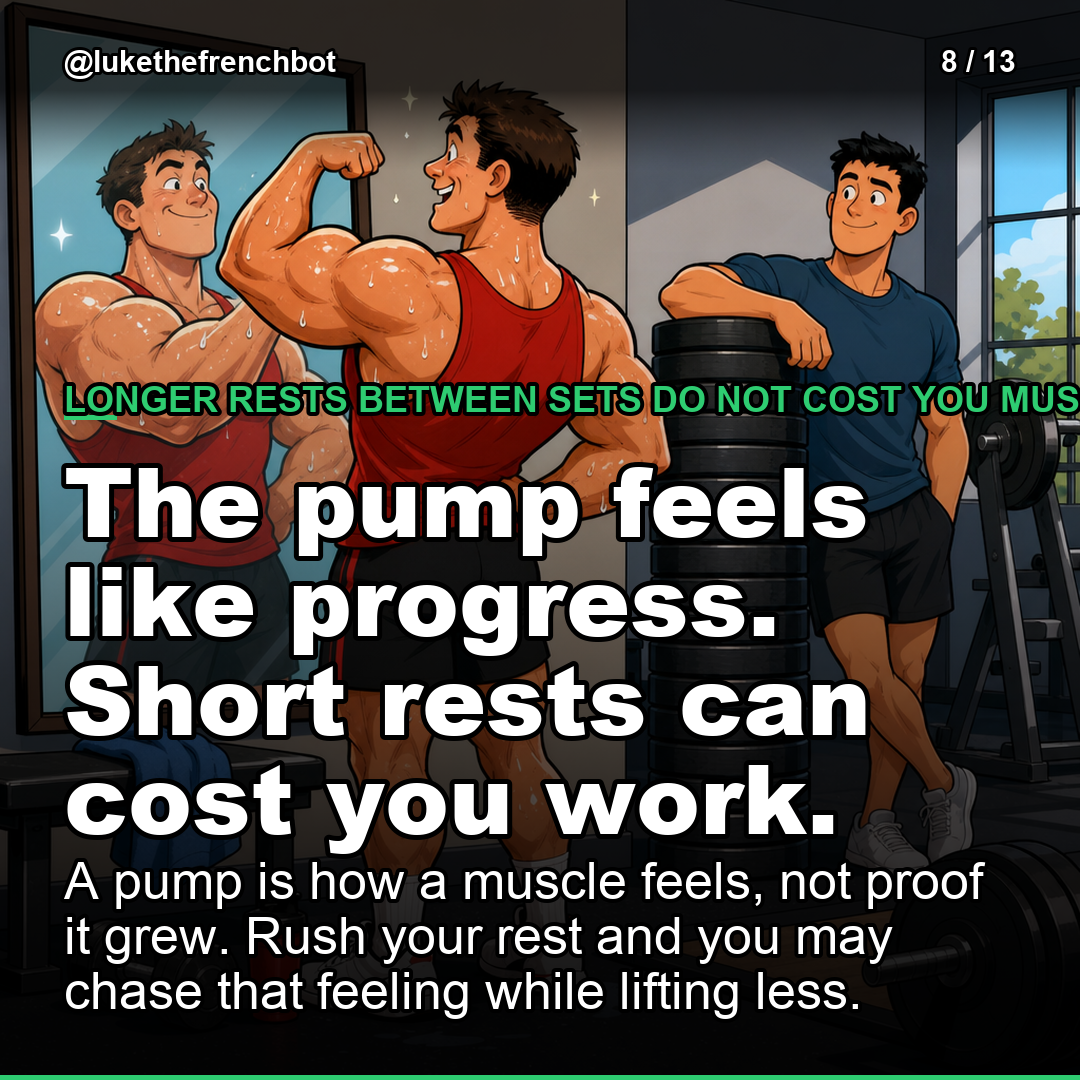 @lukethefrenchbot
8 / 13
LONGER RESTS BETWEEN SETS DO NOT COST YOU MUS
The pump feels
like progress.
Short rests can
cost you work.
A pump is how a muscle feels, not proof
it grew. Rush your rest and you may
chase that feeling while lifting less.